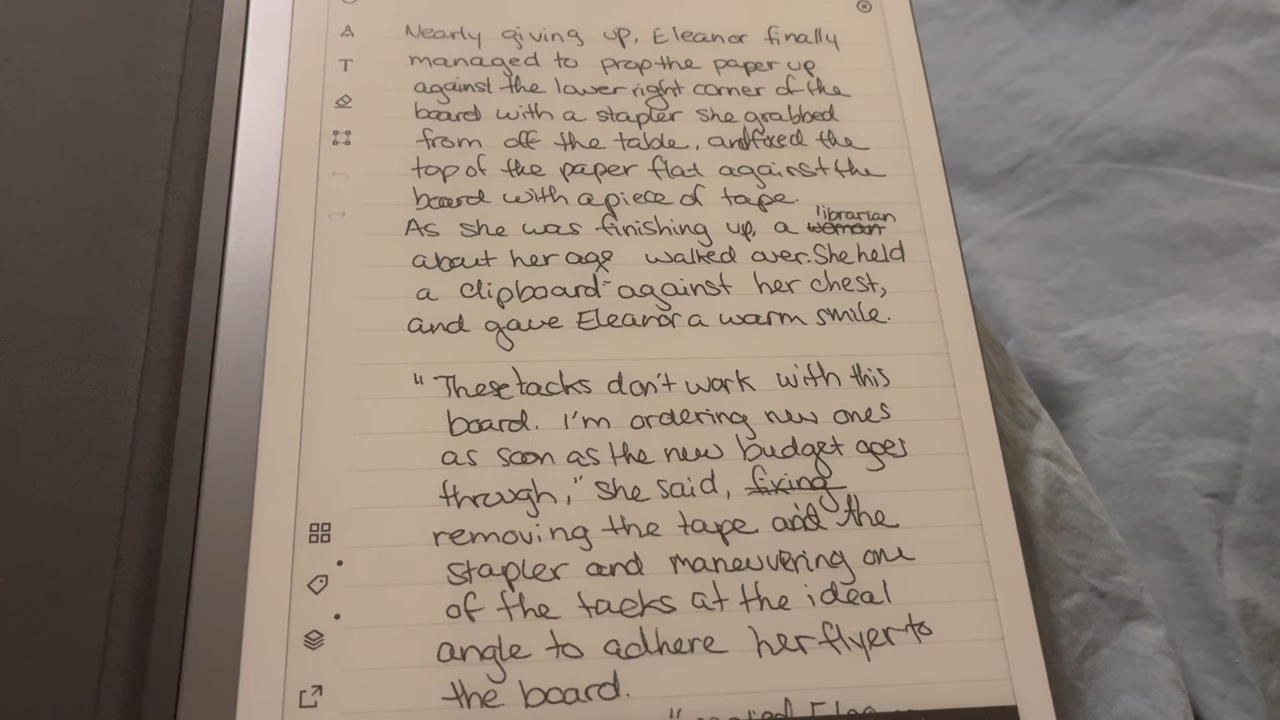 Nearly giving up, Eleanor finally
managed to prop the paper up
against the lower right corner of the
board with a stapler she grabbed
from off the table, and fixed the
top of the paper flat against the
board with a piece of tape.
As she was finishing up, a woman librarian
about her age walked over. She held
a clipboard against her chest,
and gave Eleanor a warm smile.
"These tacks don't work with this
board. I'm ordering new ones
as soon as the new budget goes
through," she said, fixing
removing the tape and the
stapler and maneuvering one
of the tacks at the ideal
angle to adhere her flyer to
the board.